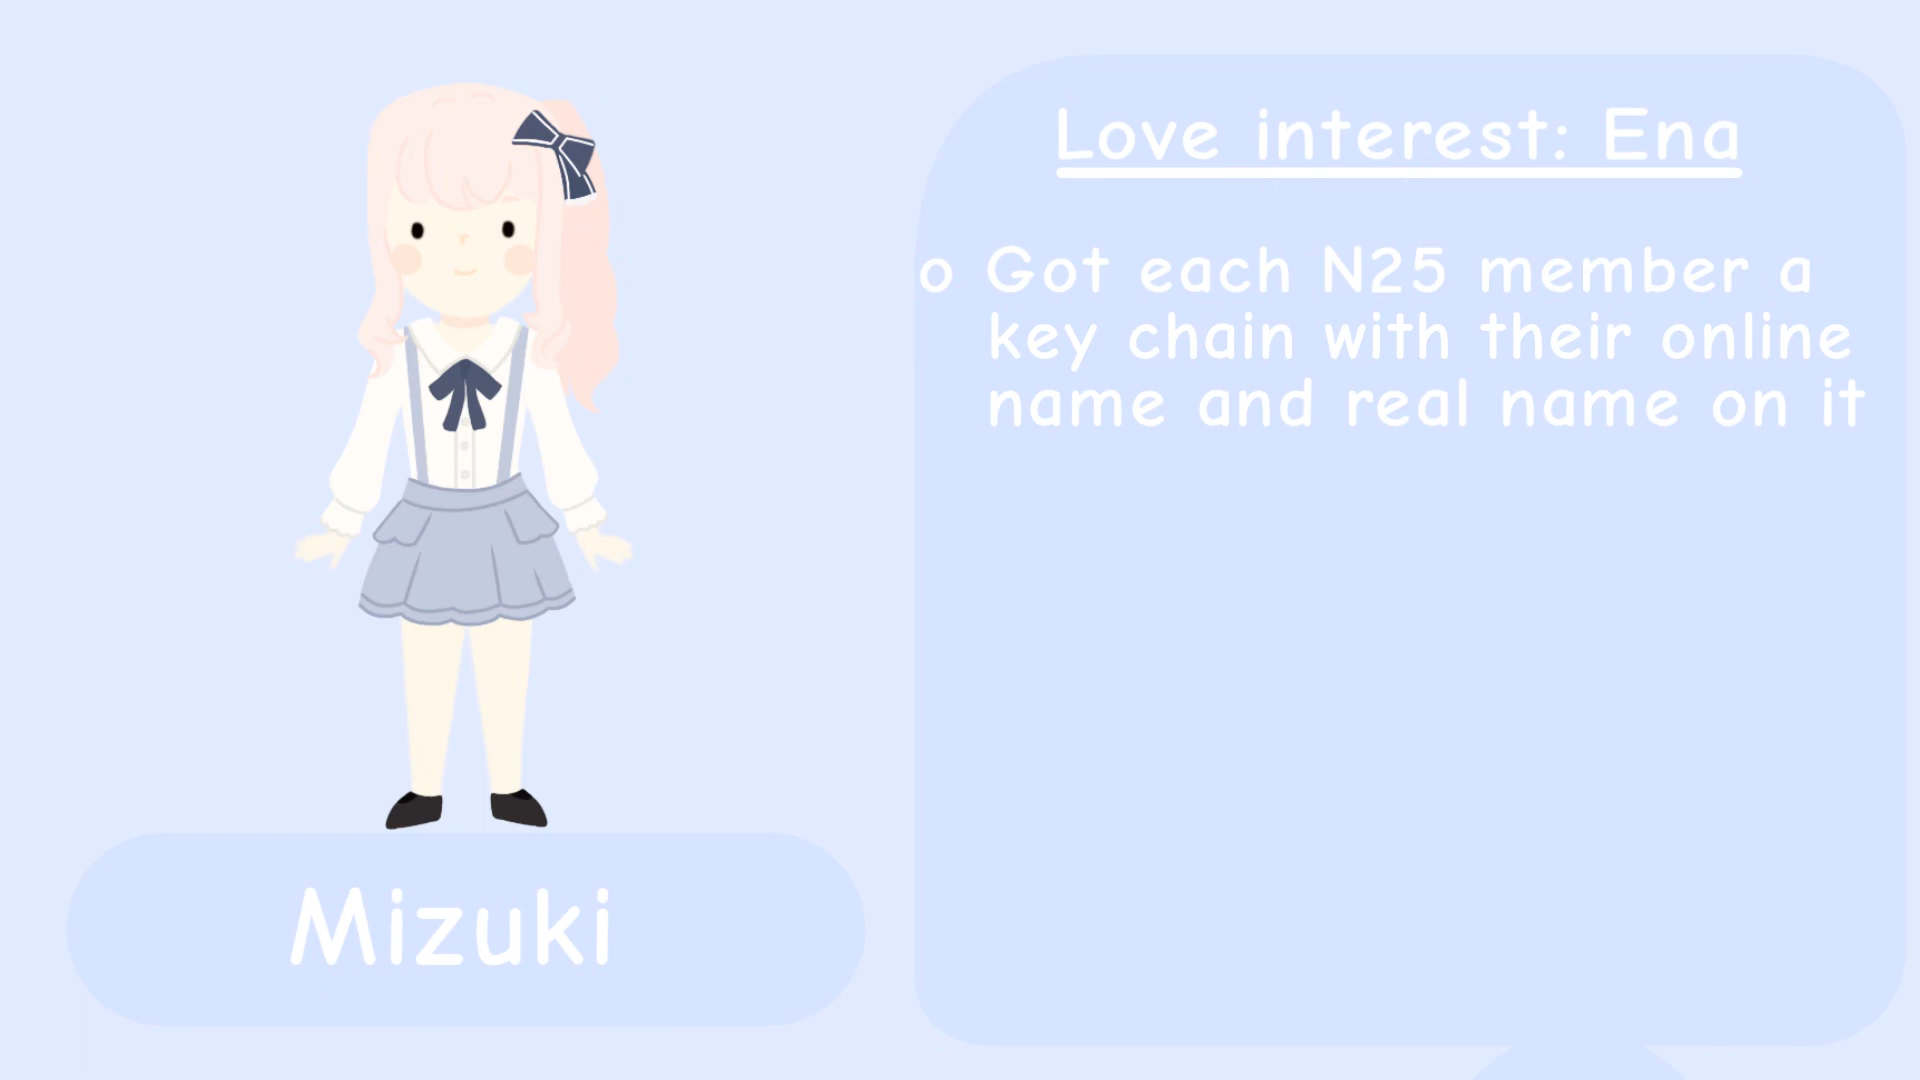 Love interest: Ena
o Got each N25 member a
key chain with their online
name and real name on it
Mizuki